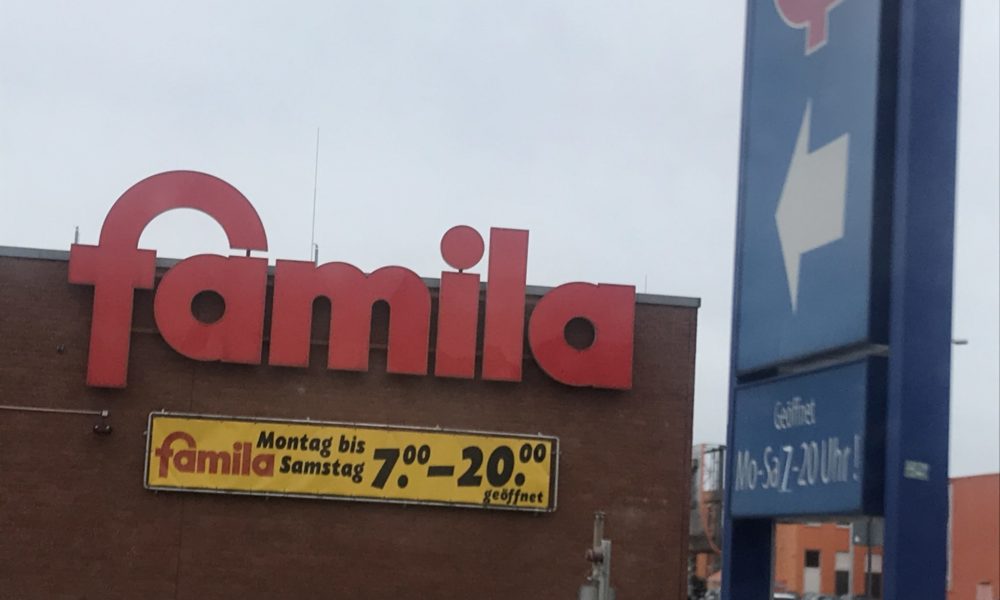 famila
famila
Montag bis
Samstag
7.00–20.00
geöffnet
Geöffnet
Mo-Sa 7-20 Uhr!